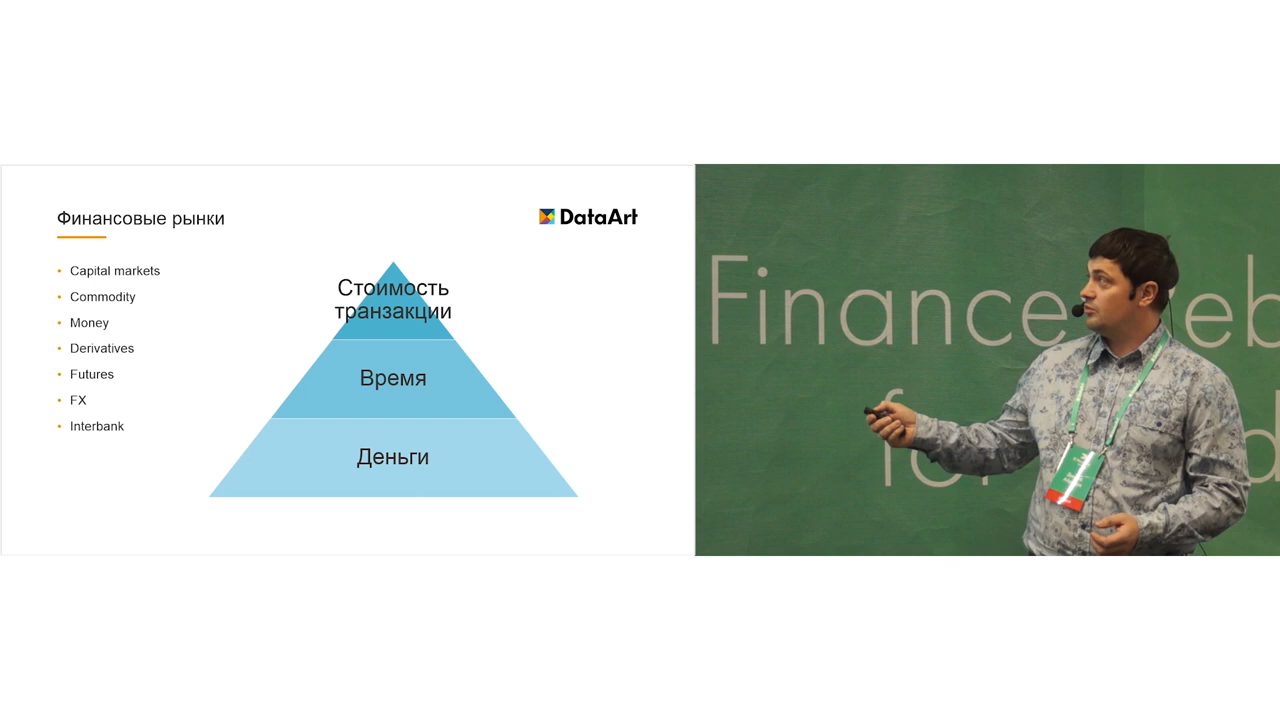 Финансовые рынки
DataArt
Capital markets
Commodity
Money
Derivatives
Futures
FX
Interbank
Стоимость
транзакции
Время
Деньги
Finance